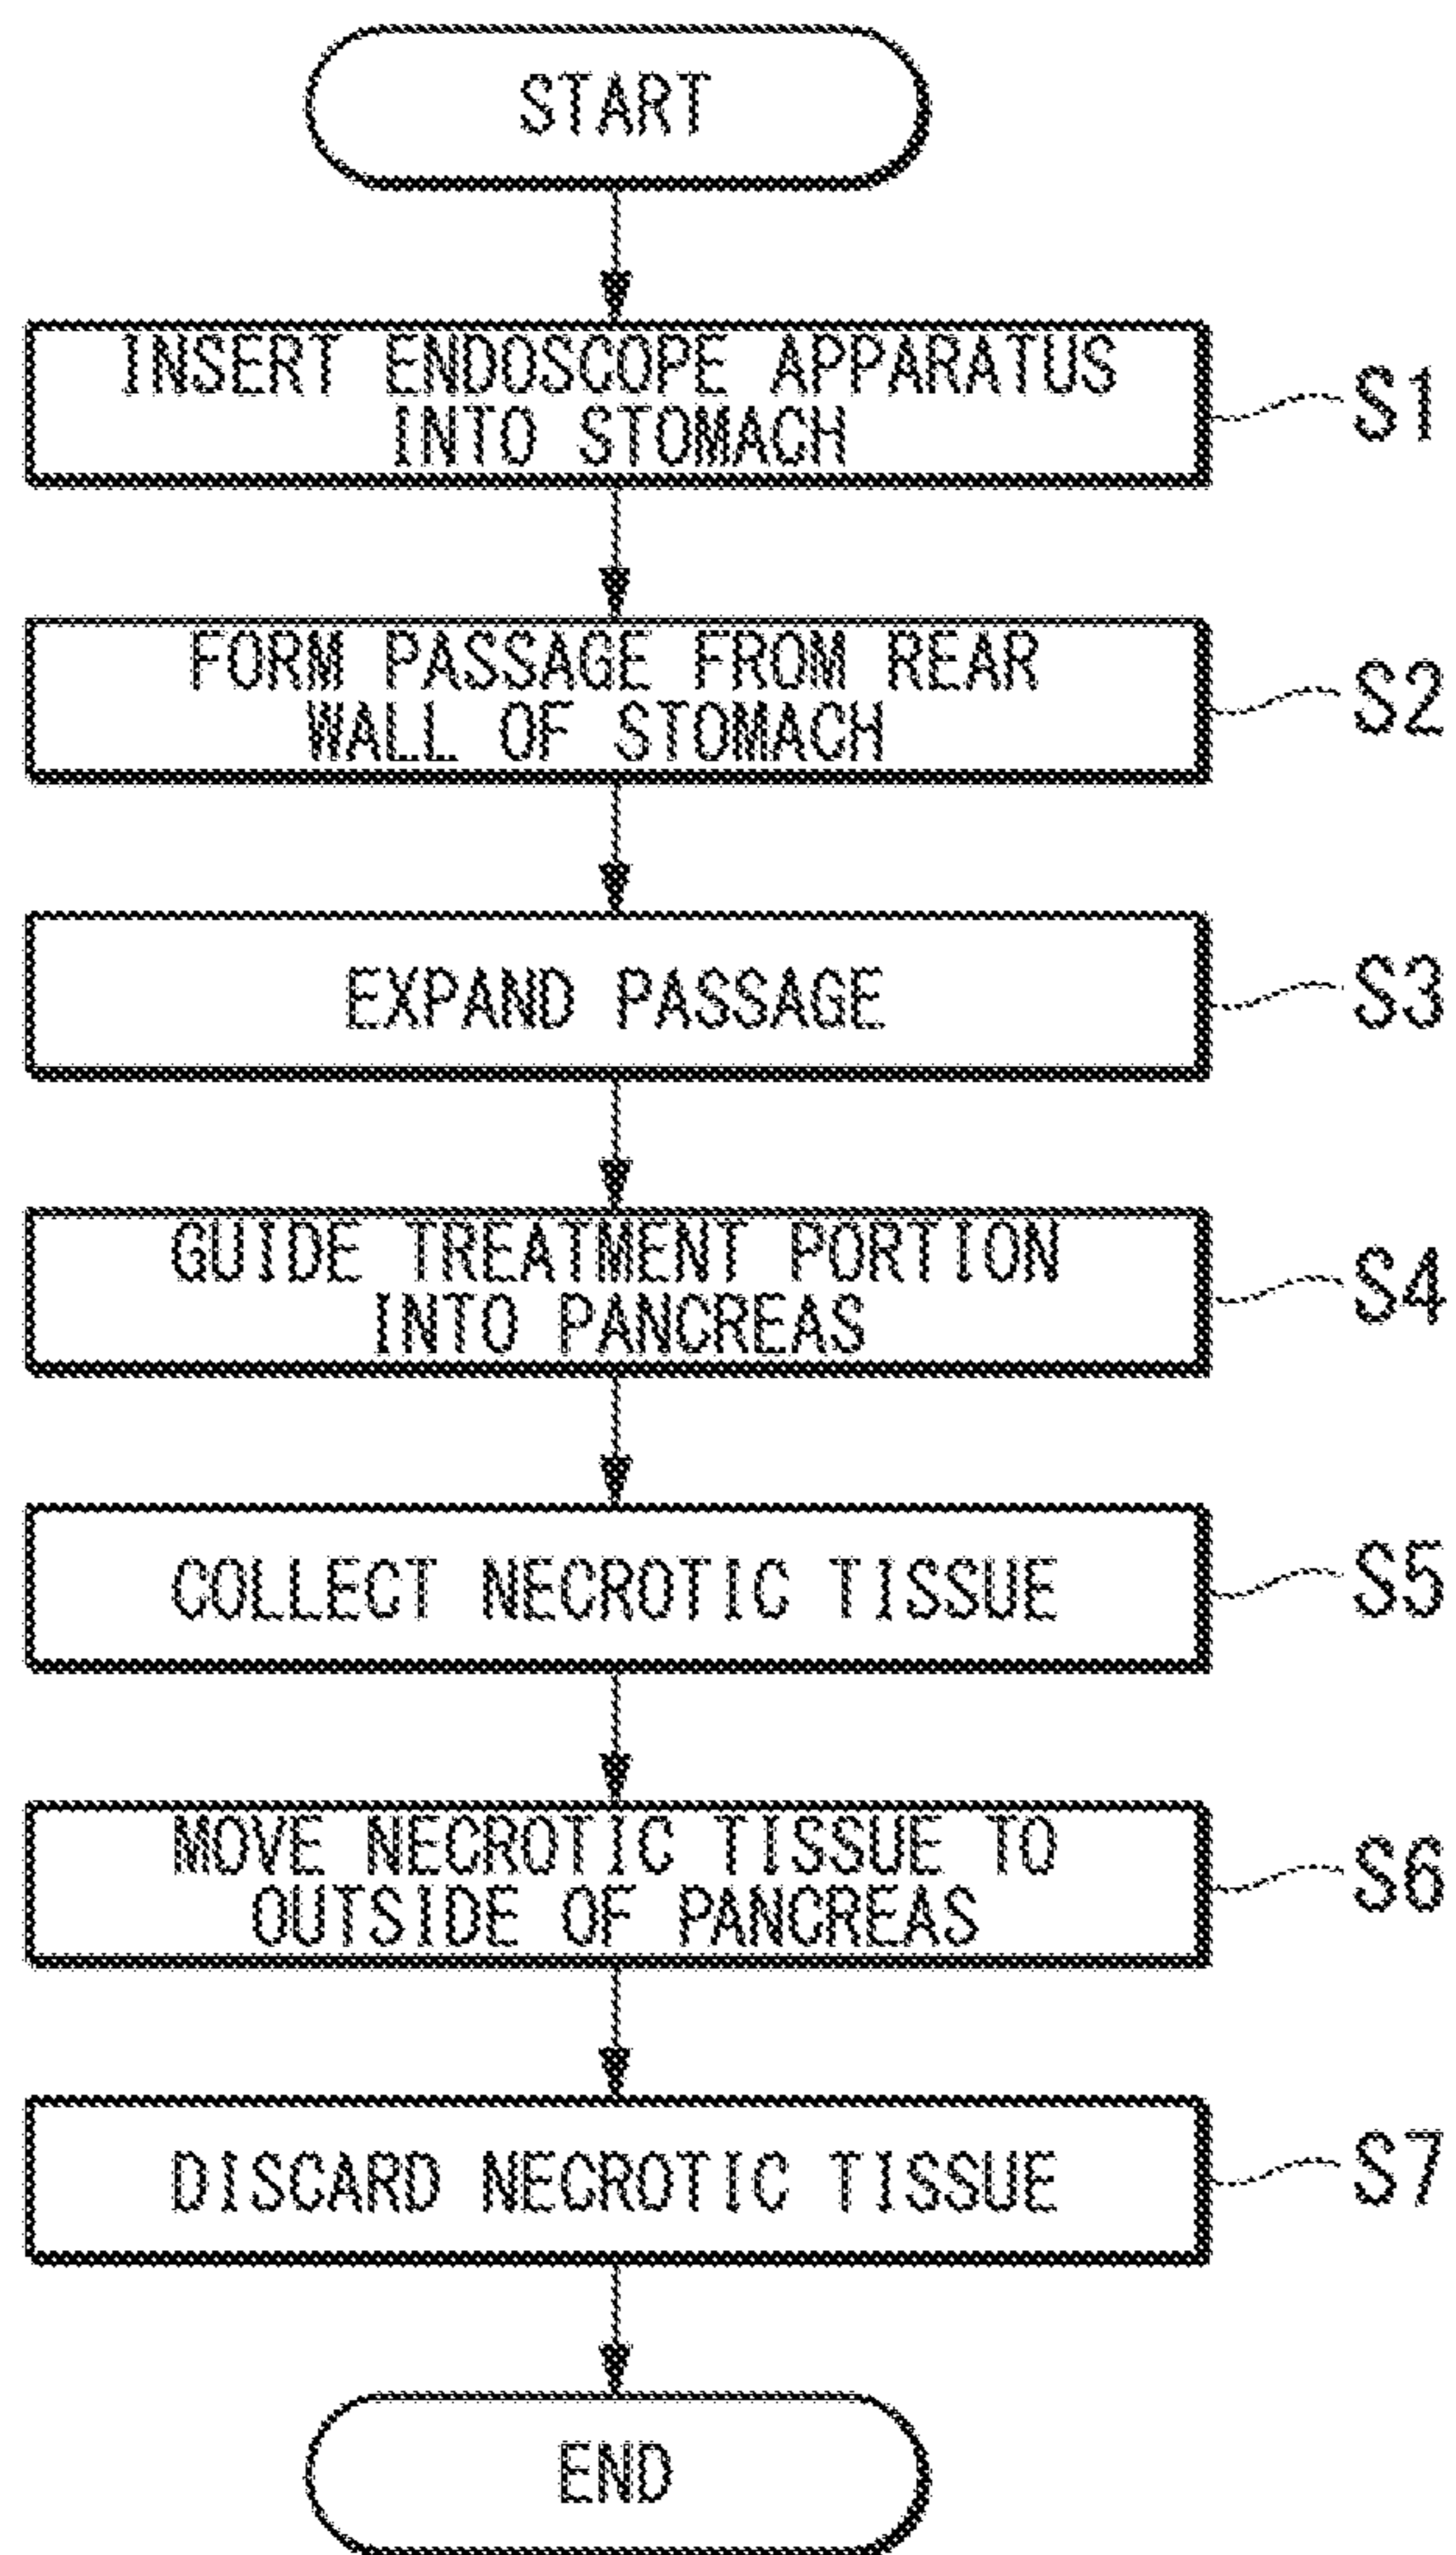 START
INSERT ENDOSCOPE APPARATUS
INTO STOMACH
S1
FORM PASSAGE FROM REAR
WALL OF STOMACH
S2
EXPAND PASSAGE
S3
GUIDE TREATMENT PORTION
INTO PANCREAS
S4
COLLECT NECROTIC TISSUE
S5
MOVE NECROTIC TISSUE TO
OUTSIDE OF PANCREAS
S6
DISCARD NECROTIC TISSUE
S7
END